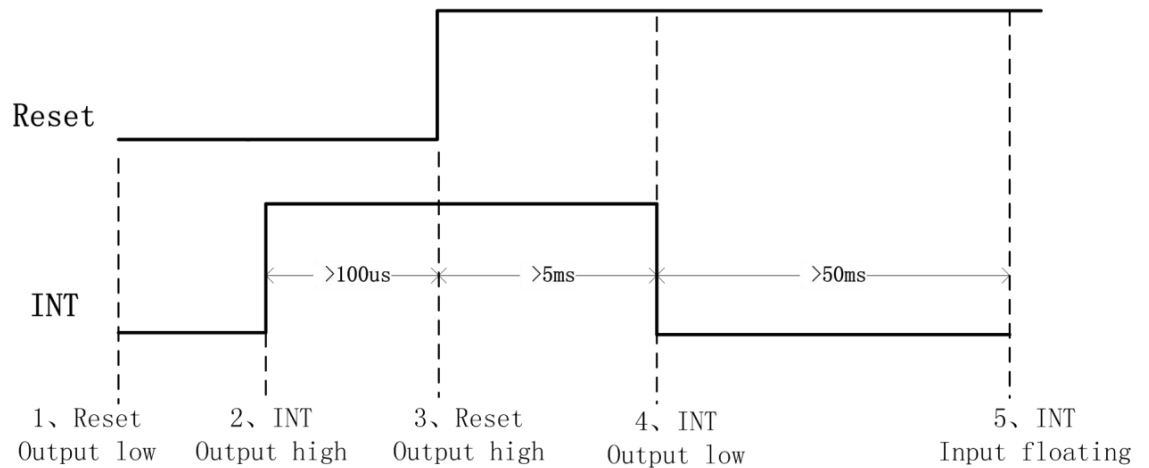 Reset
INT
>100us
>5ms
>50ms
1、Reset
Output low
2、INT
Output high
3、Reset
Output high
4、INT
Output low
5、INT
Input floating